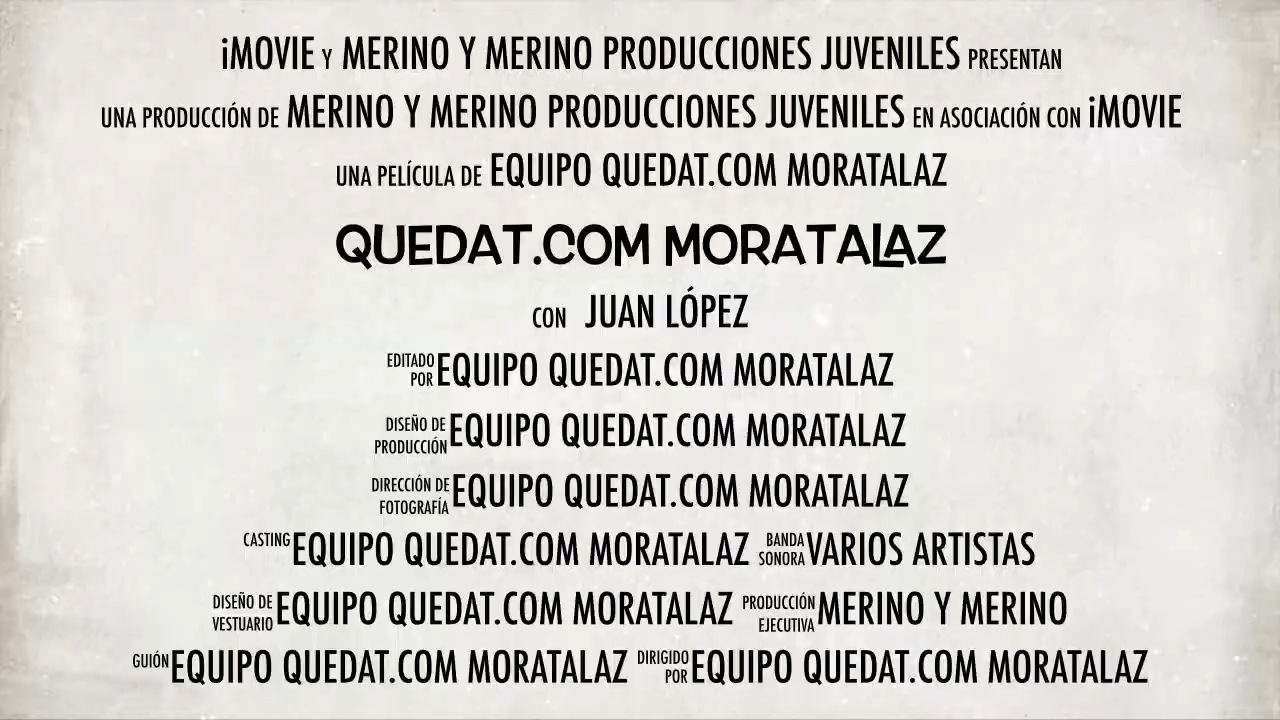 iMOVIE Y MERINO Y MERINO PRODUCCIONES JUVENILES PRESENTAN
UNA PRODUCCIÓN DE MERINO Y MERINO PRODUCCIONES JUVENILES EN ASOCIACIÓN CON iMOVIE
UNA PELÍCULA DE EQUIPO QUEDAT.COM MORATALAZ
QUEDAT.COM MORATALAZ
CON JUAN LÓPEZ
EDITADO POR EQUIPO QUEDAT.COM MORATALAZ
DISEÑO DE PRODUCCIÓN EQUIPO QUEDAT.COM MORATALAZ
DIRECCIÓN DE FOTOGRAFÍA EQUIPO QUEDAT.COM MORATALAZ
CASTING EQUIPO QUEDAT.COM MORATALAZ BANDA SONORA VARIOS ARTISTAS
DISEÑO DE VESTUARIO EQUIPO QUEDAT.COM MORATALAZ PRODUCCIÓN EJECUTIVA MERINO Y MERINO
GUIÓN EQUIPO QUEDAT.COM MORATALAZ DIRIGIDO POR EQUIPO QUEDAT.COM MORATALAZ